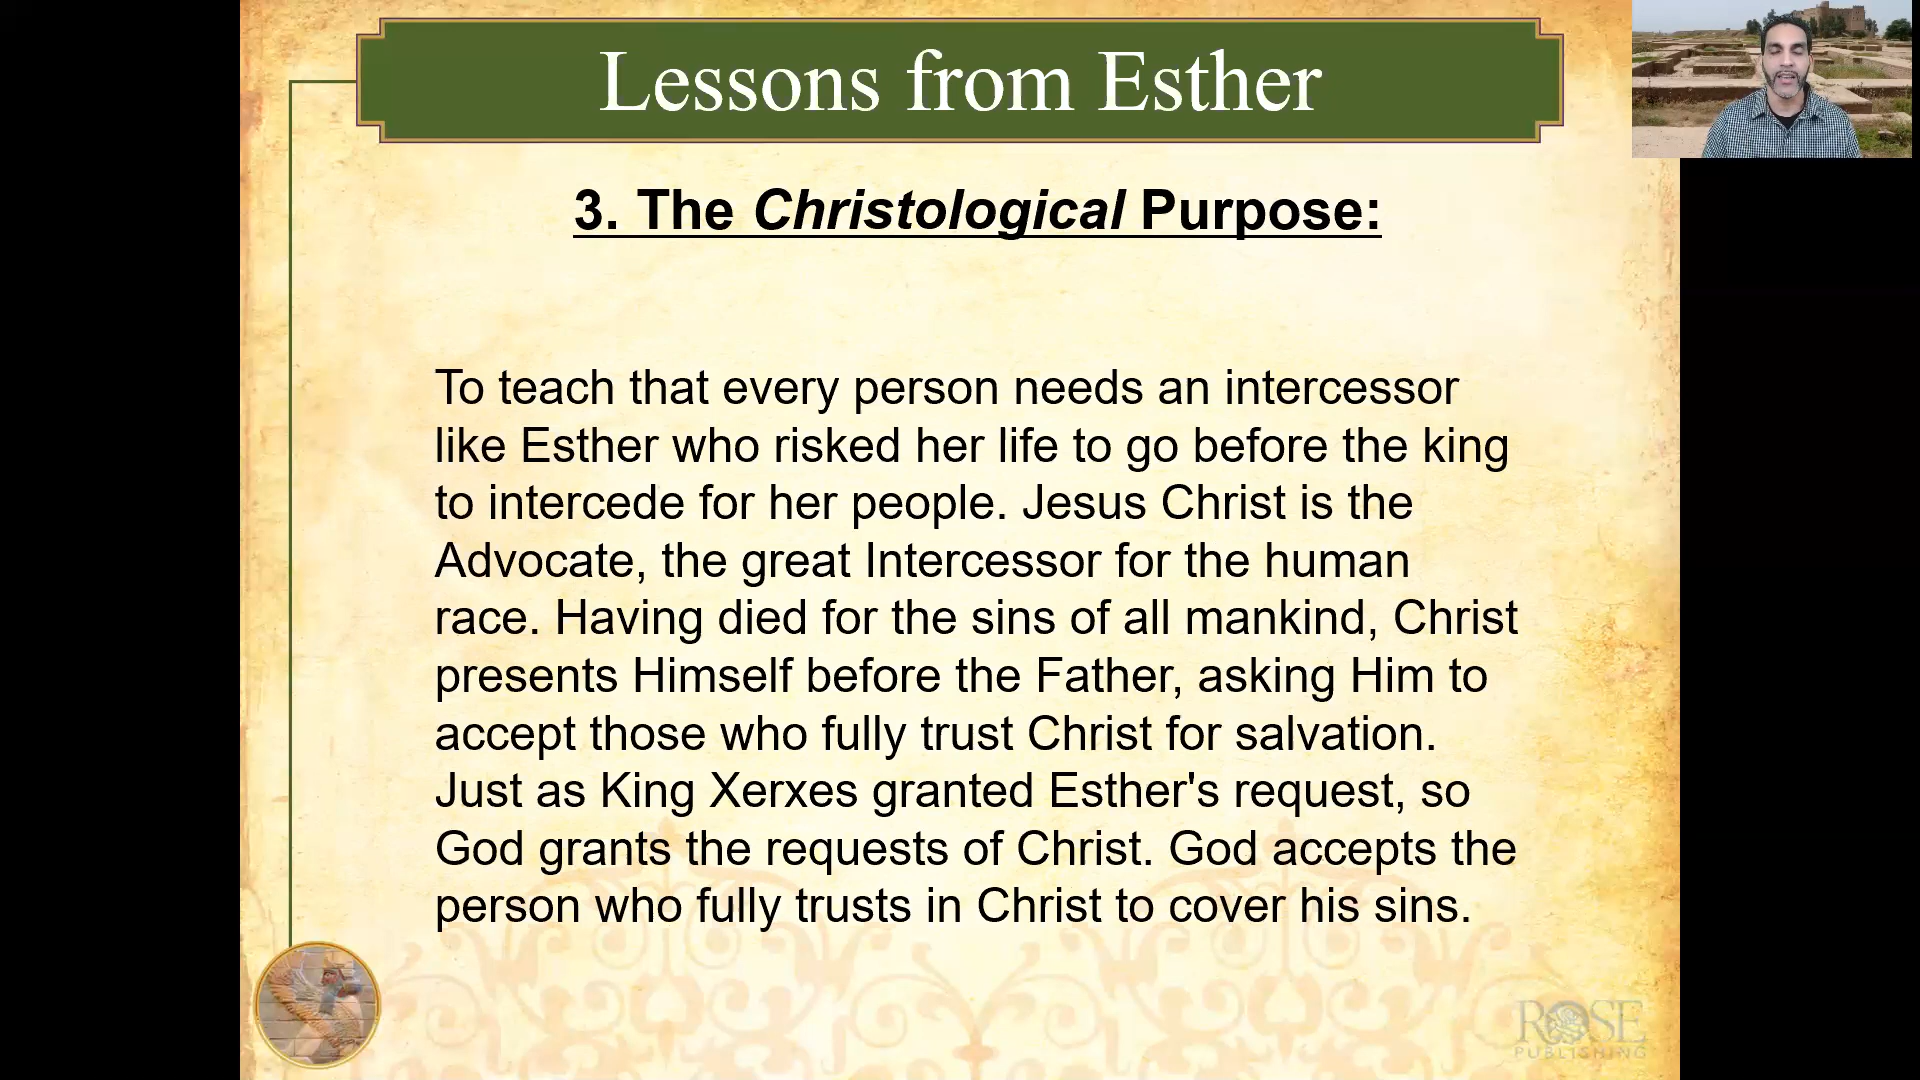 Lessons from Esther
3. The Christological Purpose:
To teach that every person needs an intercessor
like Esther who risked her life to go before the king
to intercede for her people. Jesus Christ is the
Advocate, the great Intercessor for the human
race. Having died for the sins of all mankind, Christ
presents Himself before the Father, asking Him to
accept those who fully trust Christ for salvation.
Just as King Xerxes granted Esther's request, so
God grants the requests of Christ. God accepts the
person who fully trusts in Christ to cover his sins.
ROSE
PUBLISHING